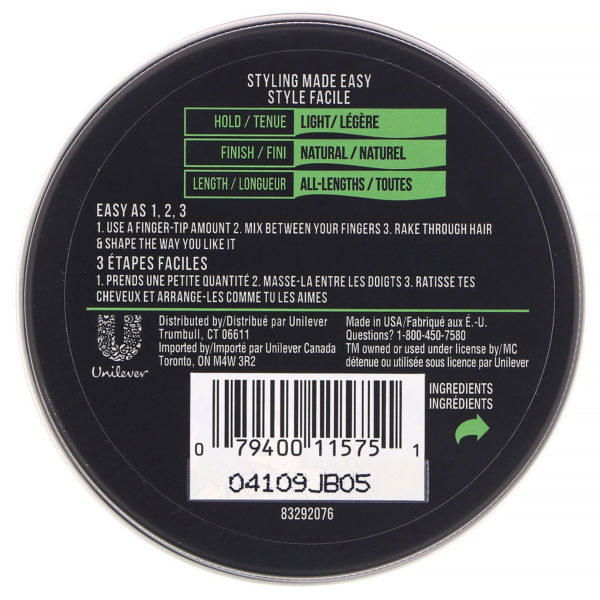 STYLING MADE EASY
STYLE FACILE
HOLD / TENUE LIGHT/ LÉGÈRE
FINISH / FINI NATURAL / NATUREL
LENGTH / LONGUEUR ALL-LENGTHS / TOUTES
EASY AS 1, 2, 3
1. USE A FINGER-TIP AMOUNT 2. MIX BETWEEN YOUR FINGERS 3. RAKE THROUGH HAIR
& SHAPE THE WAY YOU LIKE IT
3 ÉTAPES FACILES
1. PRENDS UNE PETITE QUANTITÉ 2. MASSE-LA ENTRE LES DOIGTS 3. RATISSE TES
CHEVEUX ET ARRANGE-LES COMME TU LES AIMES
Unilever
Distributed by/Distribué par Unilever
Trumbull, CT 06611
Imported by/Importé par Unilever Canada
Toronto, ON M4W 3R2
Made in USA/Fabriqué aux É.-U.
Questions? 1-800-450-7580
TM owned or used under license by/MC
détenue ou utilisée sous licence par Unilever
INGREDIENTS
INGRÉDIENTS
0 79400 11575 1
04109JB05
83292076